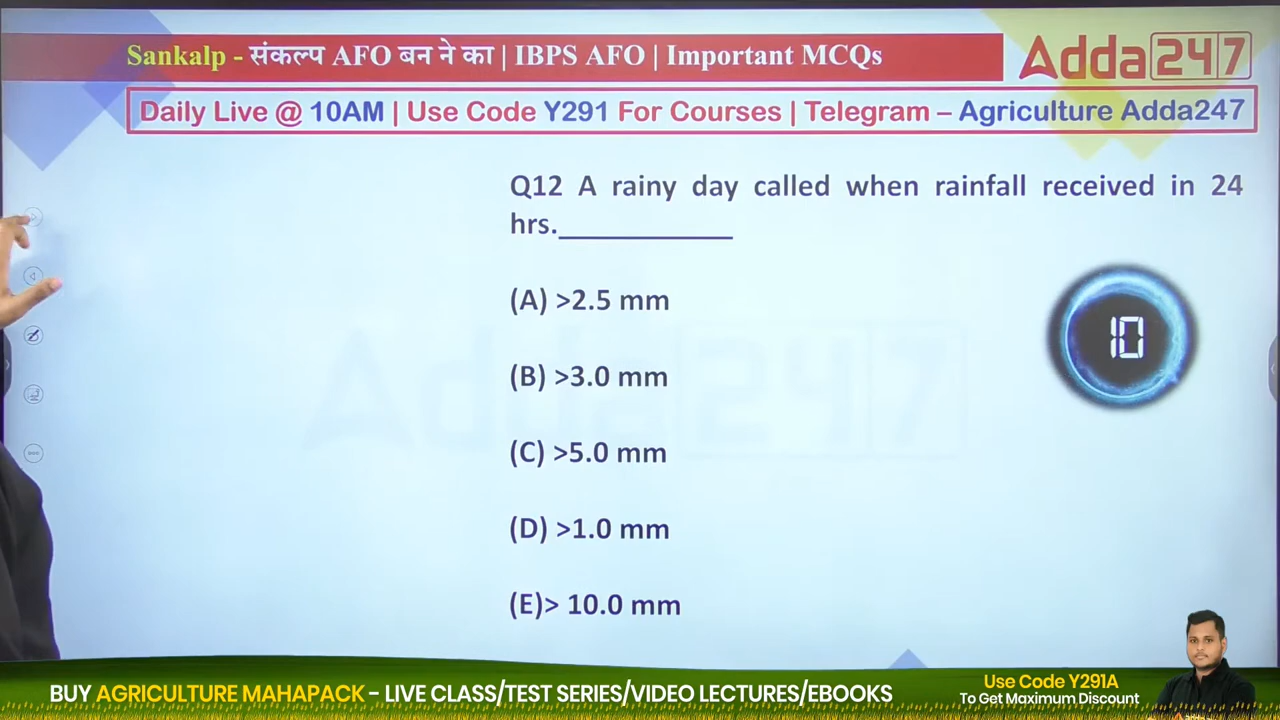 Sankalp - संकल्प AFO बन ने का | IBPS AFO | Important MCQs
Adda247
Daily Live @ 10AM | Use Code Y291 For Courses | Telegram – Agriculture Adda247
Q12 A rainy day called when rainfall received in 24
hrs.____________
(A) >2.5 mm
10
(B) >3.0 mm
Adda247
(C) >5.0 mm
(D) >1.0 mm
(E)> 10.0 mm
BUY AGRICULTURE MAHAPACK – LIVE CLASS/TEST SERIES/VIDEO LECTURES/EBOOKS
Use Code Y291A
To Get Maximum Discount